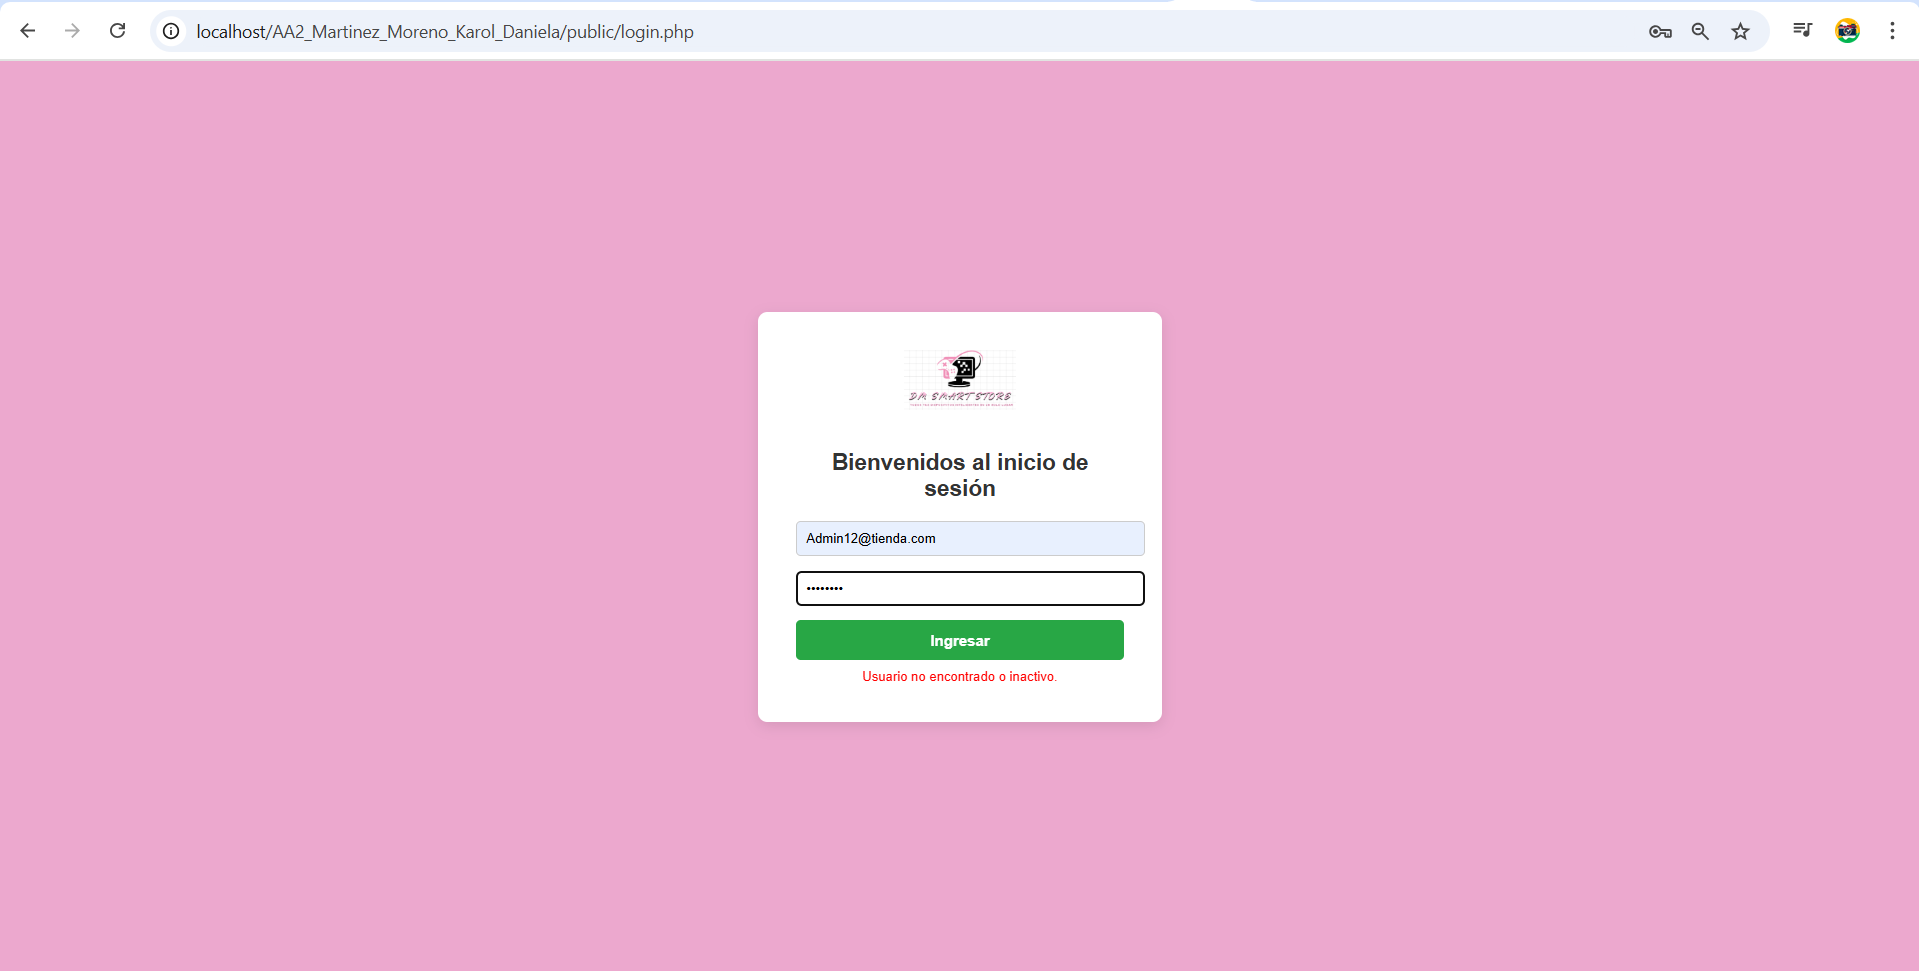 localhost/AA2_Martinez_Moreno_Karol_Daniela/public/login.php
DM SMART STORE
Bienvenidos al inicio de
sesión
Admin12@tienda.com
••••••••
Ingresar
Usuario no encontrado o inactivo.